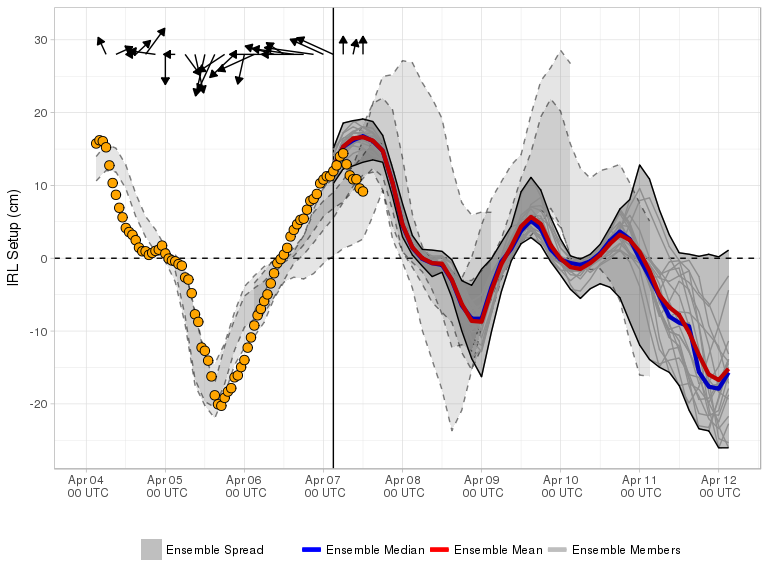 IRL Setup (cm)
30
20
10
0
-10
-20
Apr 04 Apr 05 Apr 06 Apr 07 Apr 08 Apr 09 Apr 10 Apr 11 Apr 12
00 UTC 00 UTC 00 UTC 00 UTC 00 UTC 00 UTC 00 UTC 00 UTC 00 UTC
Ensemble Spread Ensemble Median Ensemble Mean Ensemble Members